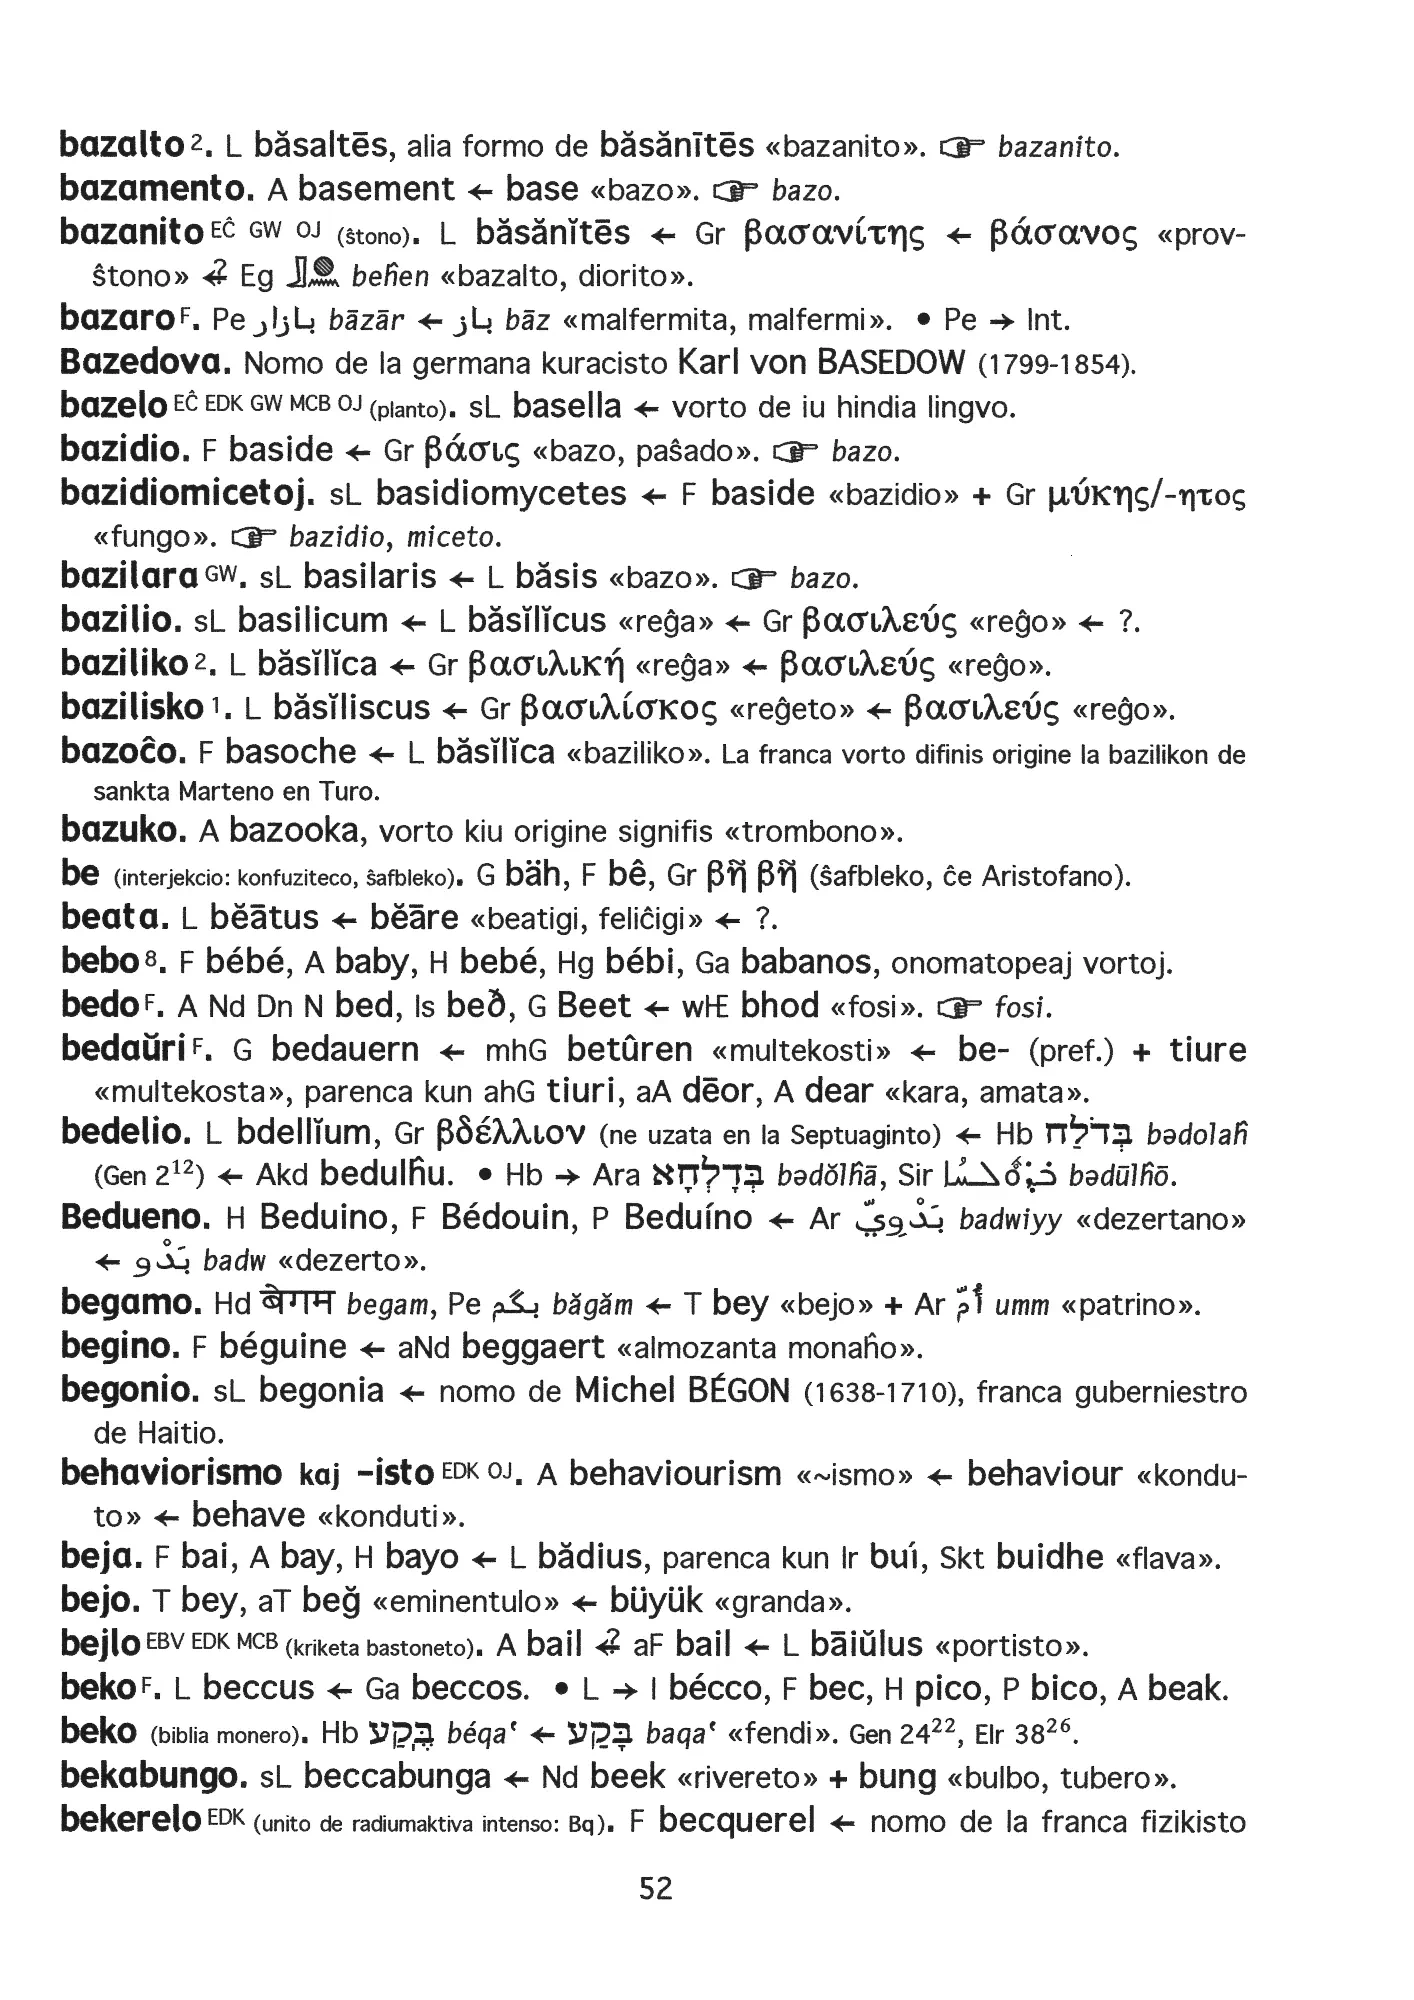 bazalto 2. L băsaltēs, alia formo de băsănītēs «bazanito». ☞ bazanito.
bazamento. A basement ← base «bazo». ☞ bazo.
bazanito EĈ GW OJ (ŝtono). L băsănĭtēs ← Gr βασανίτης ← βάσανος «prov-
ŝtono» ⭅? Eg beĥen «bazalto, diorito».
bazaro F. Pe بازار bāzār ← باز bāz «malfermita, malfermi». • Pe → Int.
Bazedova. Nomo de la germana kuracisto Karl von BASEDOW (1799-1854).
bazelo EĈ EDK GW MCB OJ (planto). sL basella ← vorto de iu hindia lingvo.
bazidio. F baside ← Gr βάσις «bazo, paŝado». ☞ bazo.
bazidiomicetoj. sL basidiomycetes ← F baside «bazidio» + Gr μύκης/-ητος
«fungo». ☞ bazidio, miceto.
bazilara GW. sL basilaris ← L băsis «bazo». ☞ bazo.
bazilio. sL basilicum ← L băsĭlĭcus «reĝa» ← Gr βασιλεύς «reĝo» ← ?.
baziliko 2. L băsĭlĭca ← Gr βασιλική «reĝa» ← βασιλεύς «reĝo».
bazilisko 1. L băsĭliscus ← Gr βασιλίσκος «reĝeto» ← βασιλεύς «reĝo».
bazoĉo. F basoche ← L băsĭlĭca «baziliko». La franca vorto difinis origine la bazilikon de
sankta Marteno en Turo.
bazuko. A bazooka, vorto kiu origine signifis «trombono».
be (interjekcio: konfuziteco, ŝafbleko). G bäh, F bê, Gr βῆ βῆ (ŝafbleko, ĉe Aristofano).
beata. L bĕātus ← bĕāre «beatigi, feliĉigi» ← ?.
bebo 8. F bébé, A baby, H bebé, Hg bébi, Ga babanos, onomatopeaj vortoj.
bedo F. A Nd Dn N bed, Is beð, G Beet ← wHE bhod «fosi». ☞ fosi.
bedaŭri F. G bedauern ← mhG betûren «multekosti» ← be- (pref.) + tiure
«multekosta», parenca kun ahG tiuri, aA dēor, A dear «kara, amata».
bedelio. L bdellĭum, Gr βδέλλιον (ne uzata en la Septuaginto) ← Hb בְּדֹלַח bədolaĥ
(Gen 2¹²) ← Akd bedulĥu. • Hb → Ara בְּדָלְחָא bədŏlĥā, Sir bədūlĥō.
Bedueno. H Beduino, F Bédouin, P Beduíno ← Ar بَدْوِيّ badwiyy «dezertano»
← بَدْو badw «dezerto».
begamo. Hd बेगम begam, Pe بگم băgăm ← T bey «bejo» + Ar أُمّ umm «patrino».
begino. F béguine ← aNd beggaert «almozanta monaĥo».
begonio. sL begonia ← nomo de Michel BÉGON (1638-1710), franca guberniestro
de Haitio.
behaviorismo kaj -isto EDK OJ. A behaviourism «~ismo» ← behaviour «kondu-
to» ← behave «konduti».
beja. F bai, A bay, H bayo ← L bădius, parenca kun Ir buí, Skt buidhe «flava».
bejo. T bey, aT beğ «eminentulo» ← büyük «granda».
bejlo EBV EDK MCB (kriketa bastoneto). A bail ⭅? aF bail ← L bāiŭlus «portisto».
beko F. L beccus ← Ga beccos. • L → I bécco, F bec, H pico, P bico, A beak.
beko (biblia monero). Hb בֶּקַע béqaʿ ← בָּקַע baqaʿ «fendi». Gen 24²², Elr 38²⁶.
bekabungo. sL beccabunga ← Nd beek «rivereto» + bung «bulbo, tubero».
bekerelo EDK (unito de radiumaktiva intenso: Bq). F becquerel ← nomo de la franca fizikisto
52